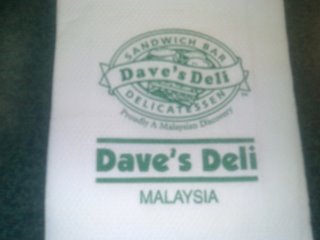 SANDWICH BAR
Dave's Deli
DELICATESSEN
Proudly A Malaysian Discovery
Dave's Deli
MALAYSIA